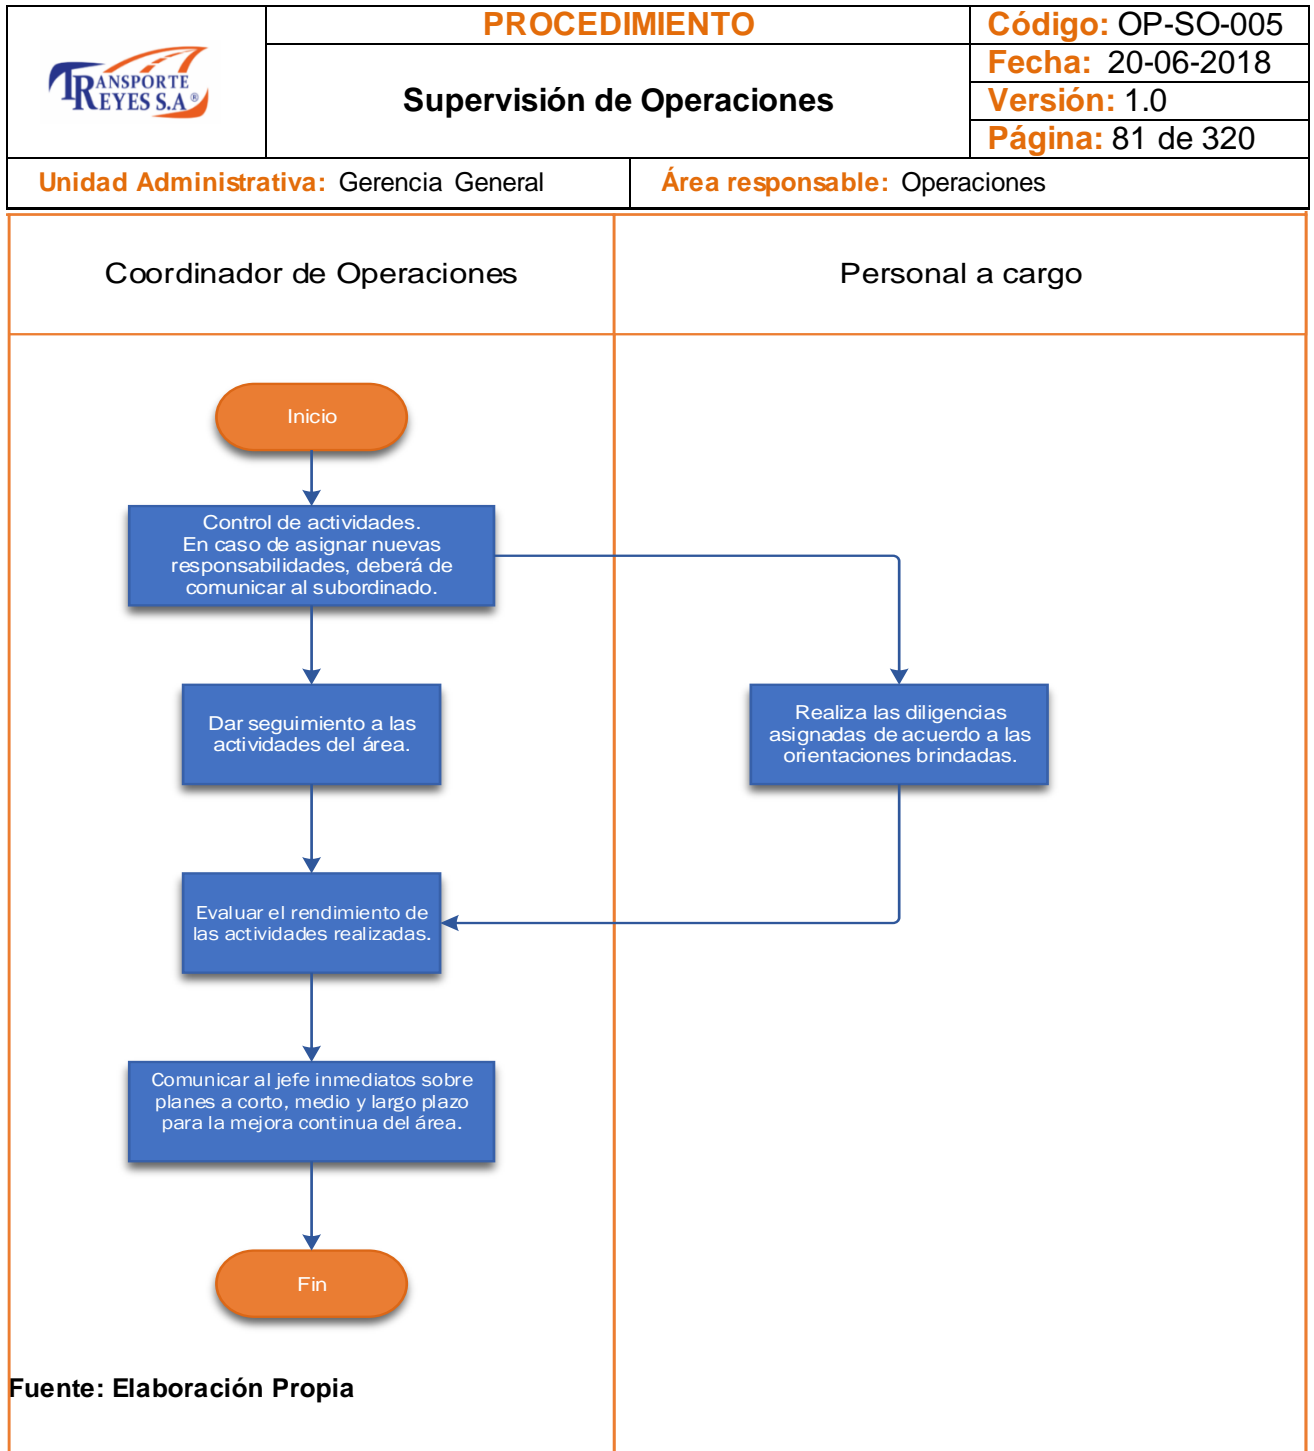 TRANSPORTE
REYES S.A ®
PROCEDIMIENTO
Supervisión de Operaciones
Código: OP-SO-005
Fecha: 20-06-2018
Versión: 1.0
Página: 81 de 320
Unidad Administrativa: Gerencia General
Área responsable: Operaciones
Coordinador de Operaciones
Personal a cargo
Inicio
Control de actividades.
En caso de asignar nuevas
responsabilidades, deberá de
comunicar al subordinado.
Dar seguimiento a las
actividades del área.
Realiza las diligencias
asignadas de acuerdo a las
orientaciones brindadas.
Evaluar el rendimiento de
las actividades realizadas.
Comunicar al jefe inmediatos sobre
planes a corto, medio y largo plazo
para la mejora continua del área.
Fin
Fuente: Elaboración Propia